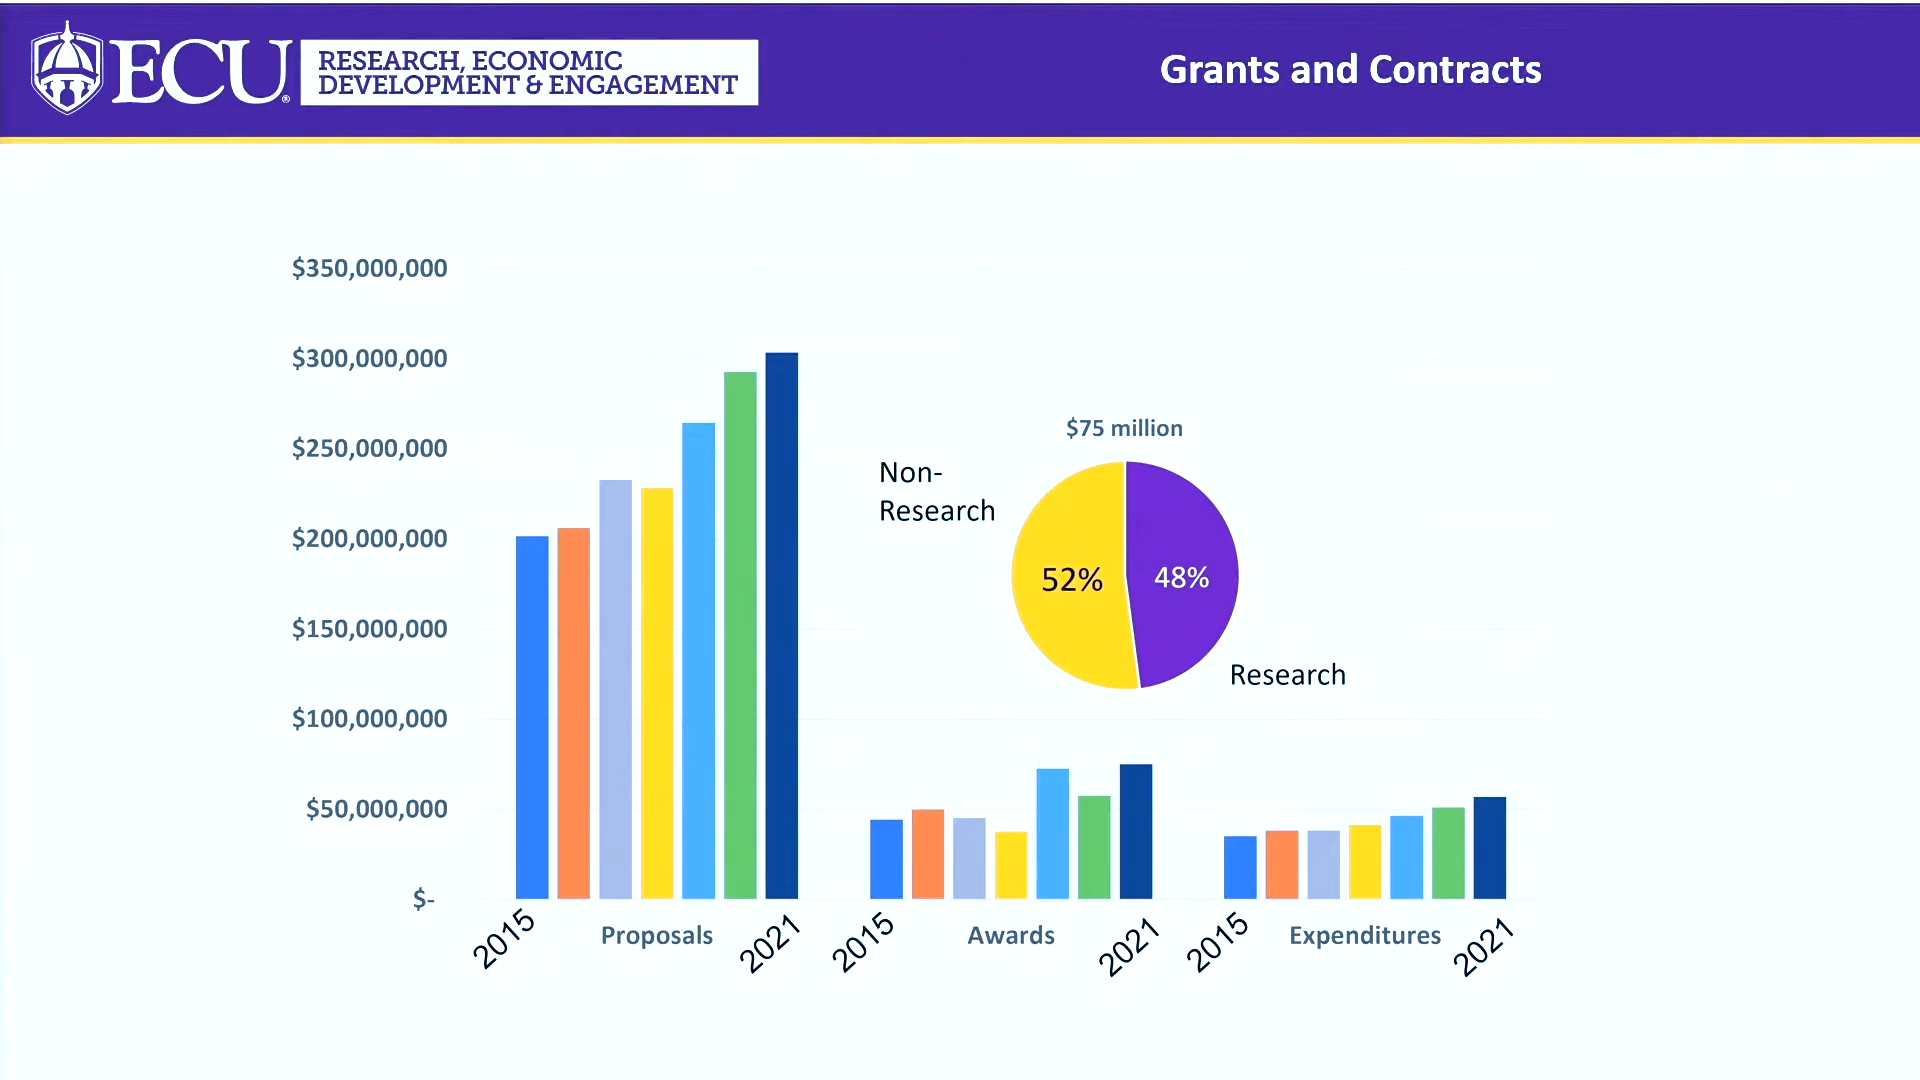 ECU®
RESEARCH, ECONOMIC
DEVELOPMENT & ENGAGEMENT
Grants and Contracts
$350,000,000
$300,000,000
$250,000,000
$200,000,000
$150,000,000
$100,000,000
$50,000,000
$-
$75 million
Non-
Research
52%
48%
Research
2015
Proposals
2021
2015
Awards
2021
2015
Expenditures
2021